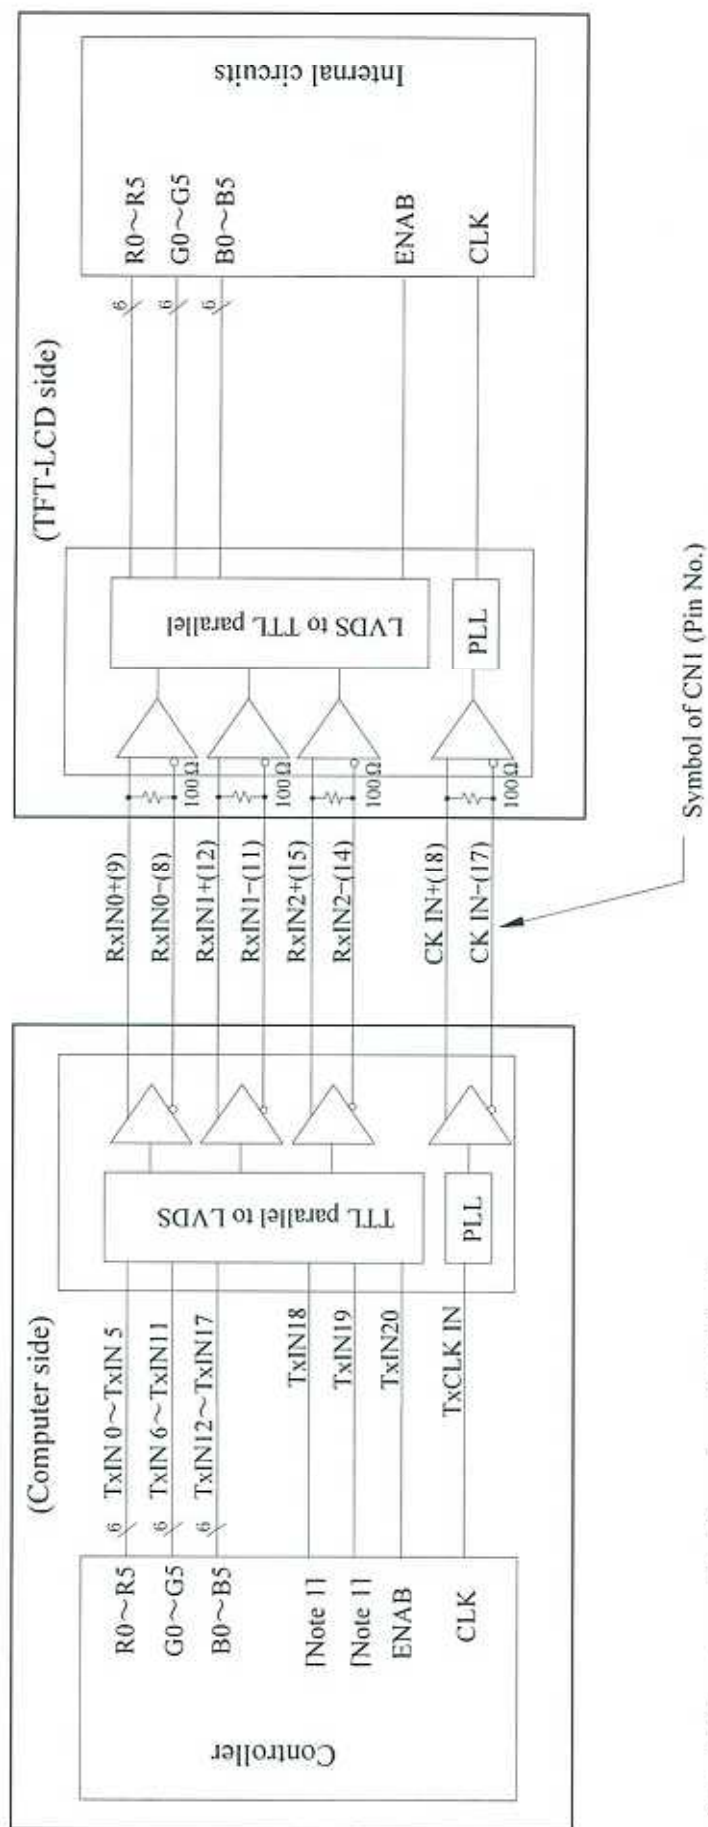 (Computer side)
(TFT-LCD side)
Controller
R0～R5
G0～G5
B0～B5
[Note 1]
[Note 1]
ENAB
CLK
6
6
6
TxIN 0～TxIN 5
TxIN 6～TxIN11
TxIN12～TxIN17
TxIN18
TxIN19
TxIN20
TxCLK IN
TTL parallel to LVDS
PLL
RxIN0+(9)
RxIN0−(8)
RxIN1+(12)
RxIN1−(11)
RxIN2+(15)
RxIN2−(14)
CK IN+(18)
CK IN−(17)
100Ω
100Ω
100Ω
100Ω
LVDS to TTL parallel
PLL
6
6
6
R0～R5
G0～G5
B0～B5
ENAB
CLK
Internal circuits
Symbol of CN1 (Pin No.)